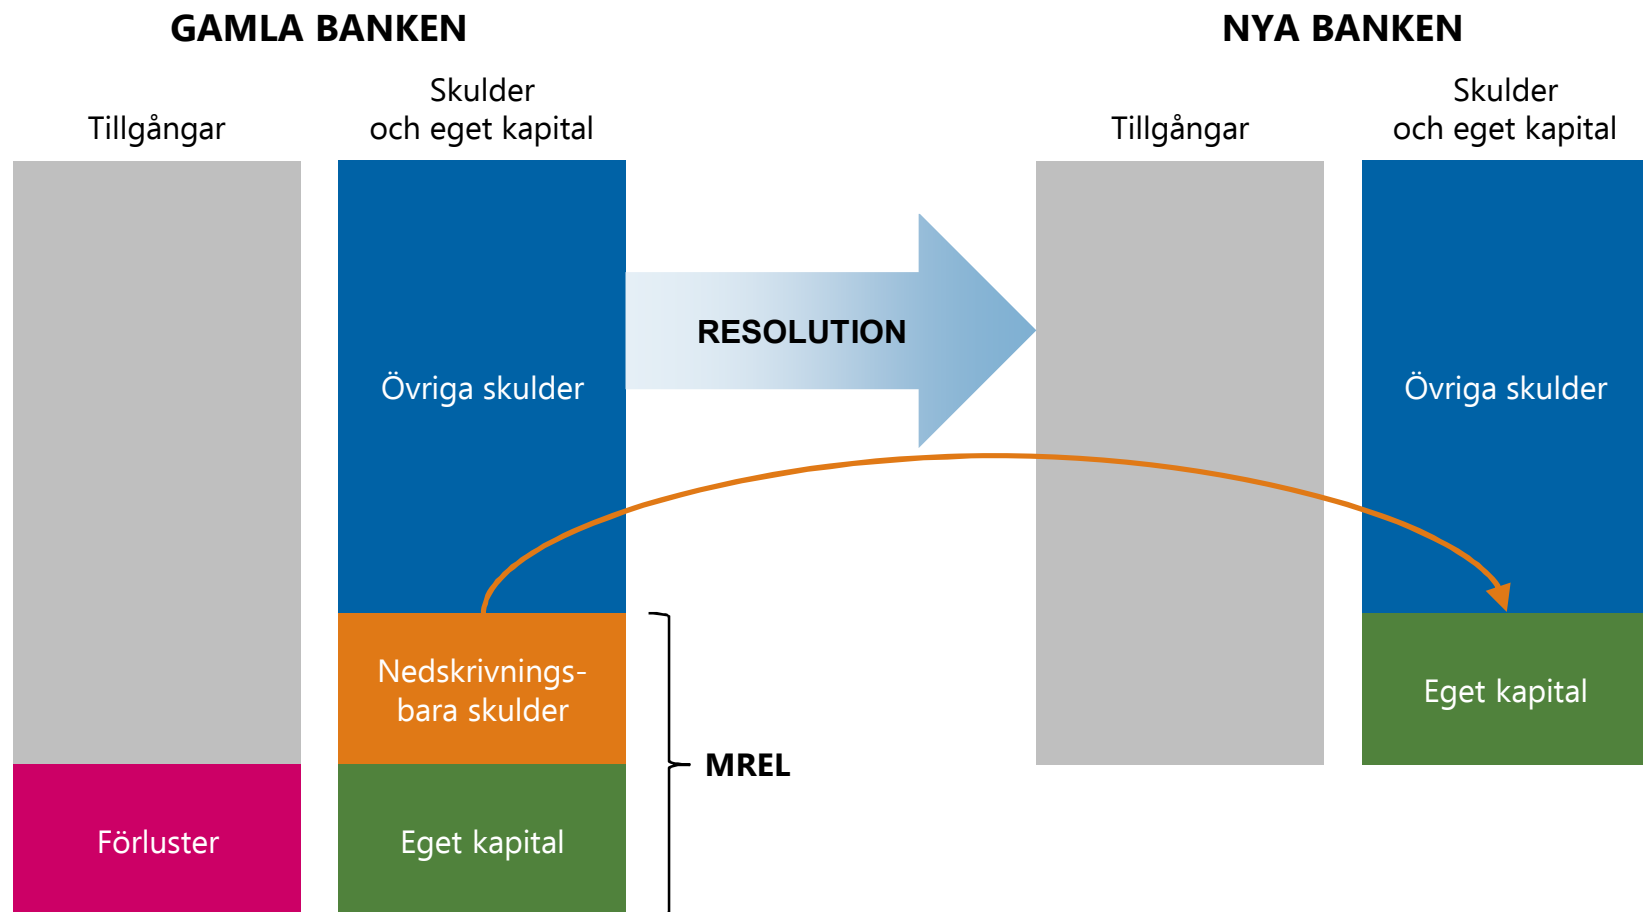 GAMLA BANKEN
NYA BANKEN
Tillgångar
Skulder
och eget kapital
Tillgångar
Skulder
och eget kapital
RESOLUTION
Övriga skulder
Övriga skulder
Nedskrivnings-
bara skulder
Eget kapital
MREL
Förluster
Eget kapital